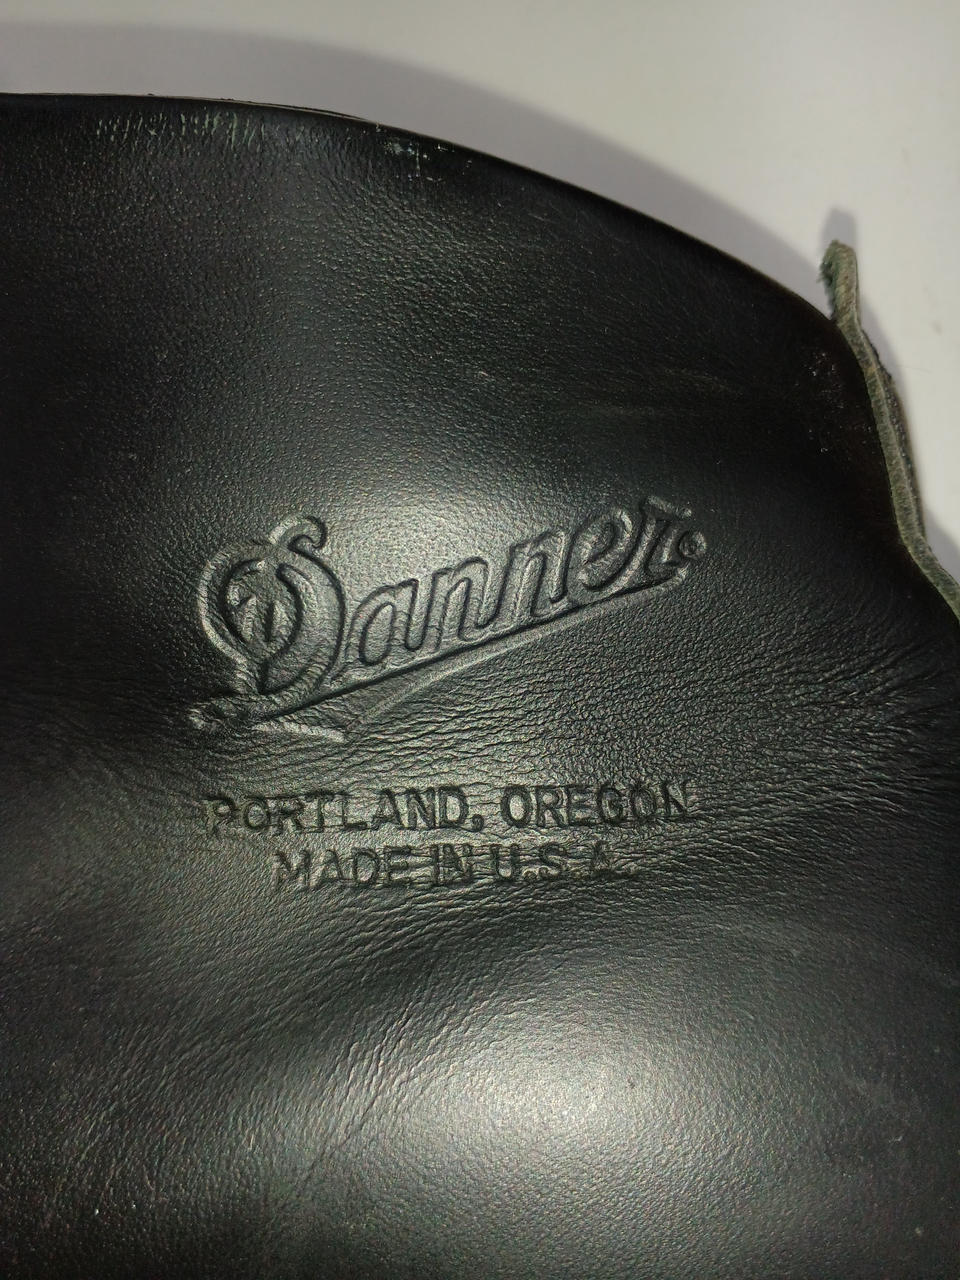 Danner®
PORTLAND, OREGON
MADE IN U.S.A.